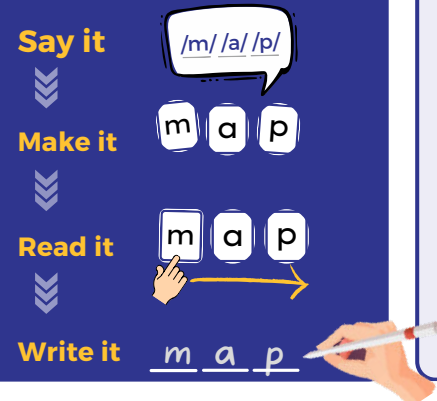 Say it
/m/ /a/ /p/
Make it
m a p
Read it
m a p
Write it
m a p